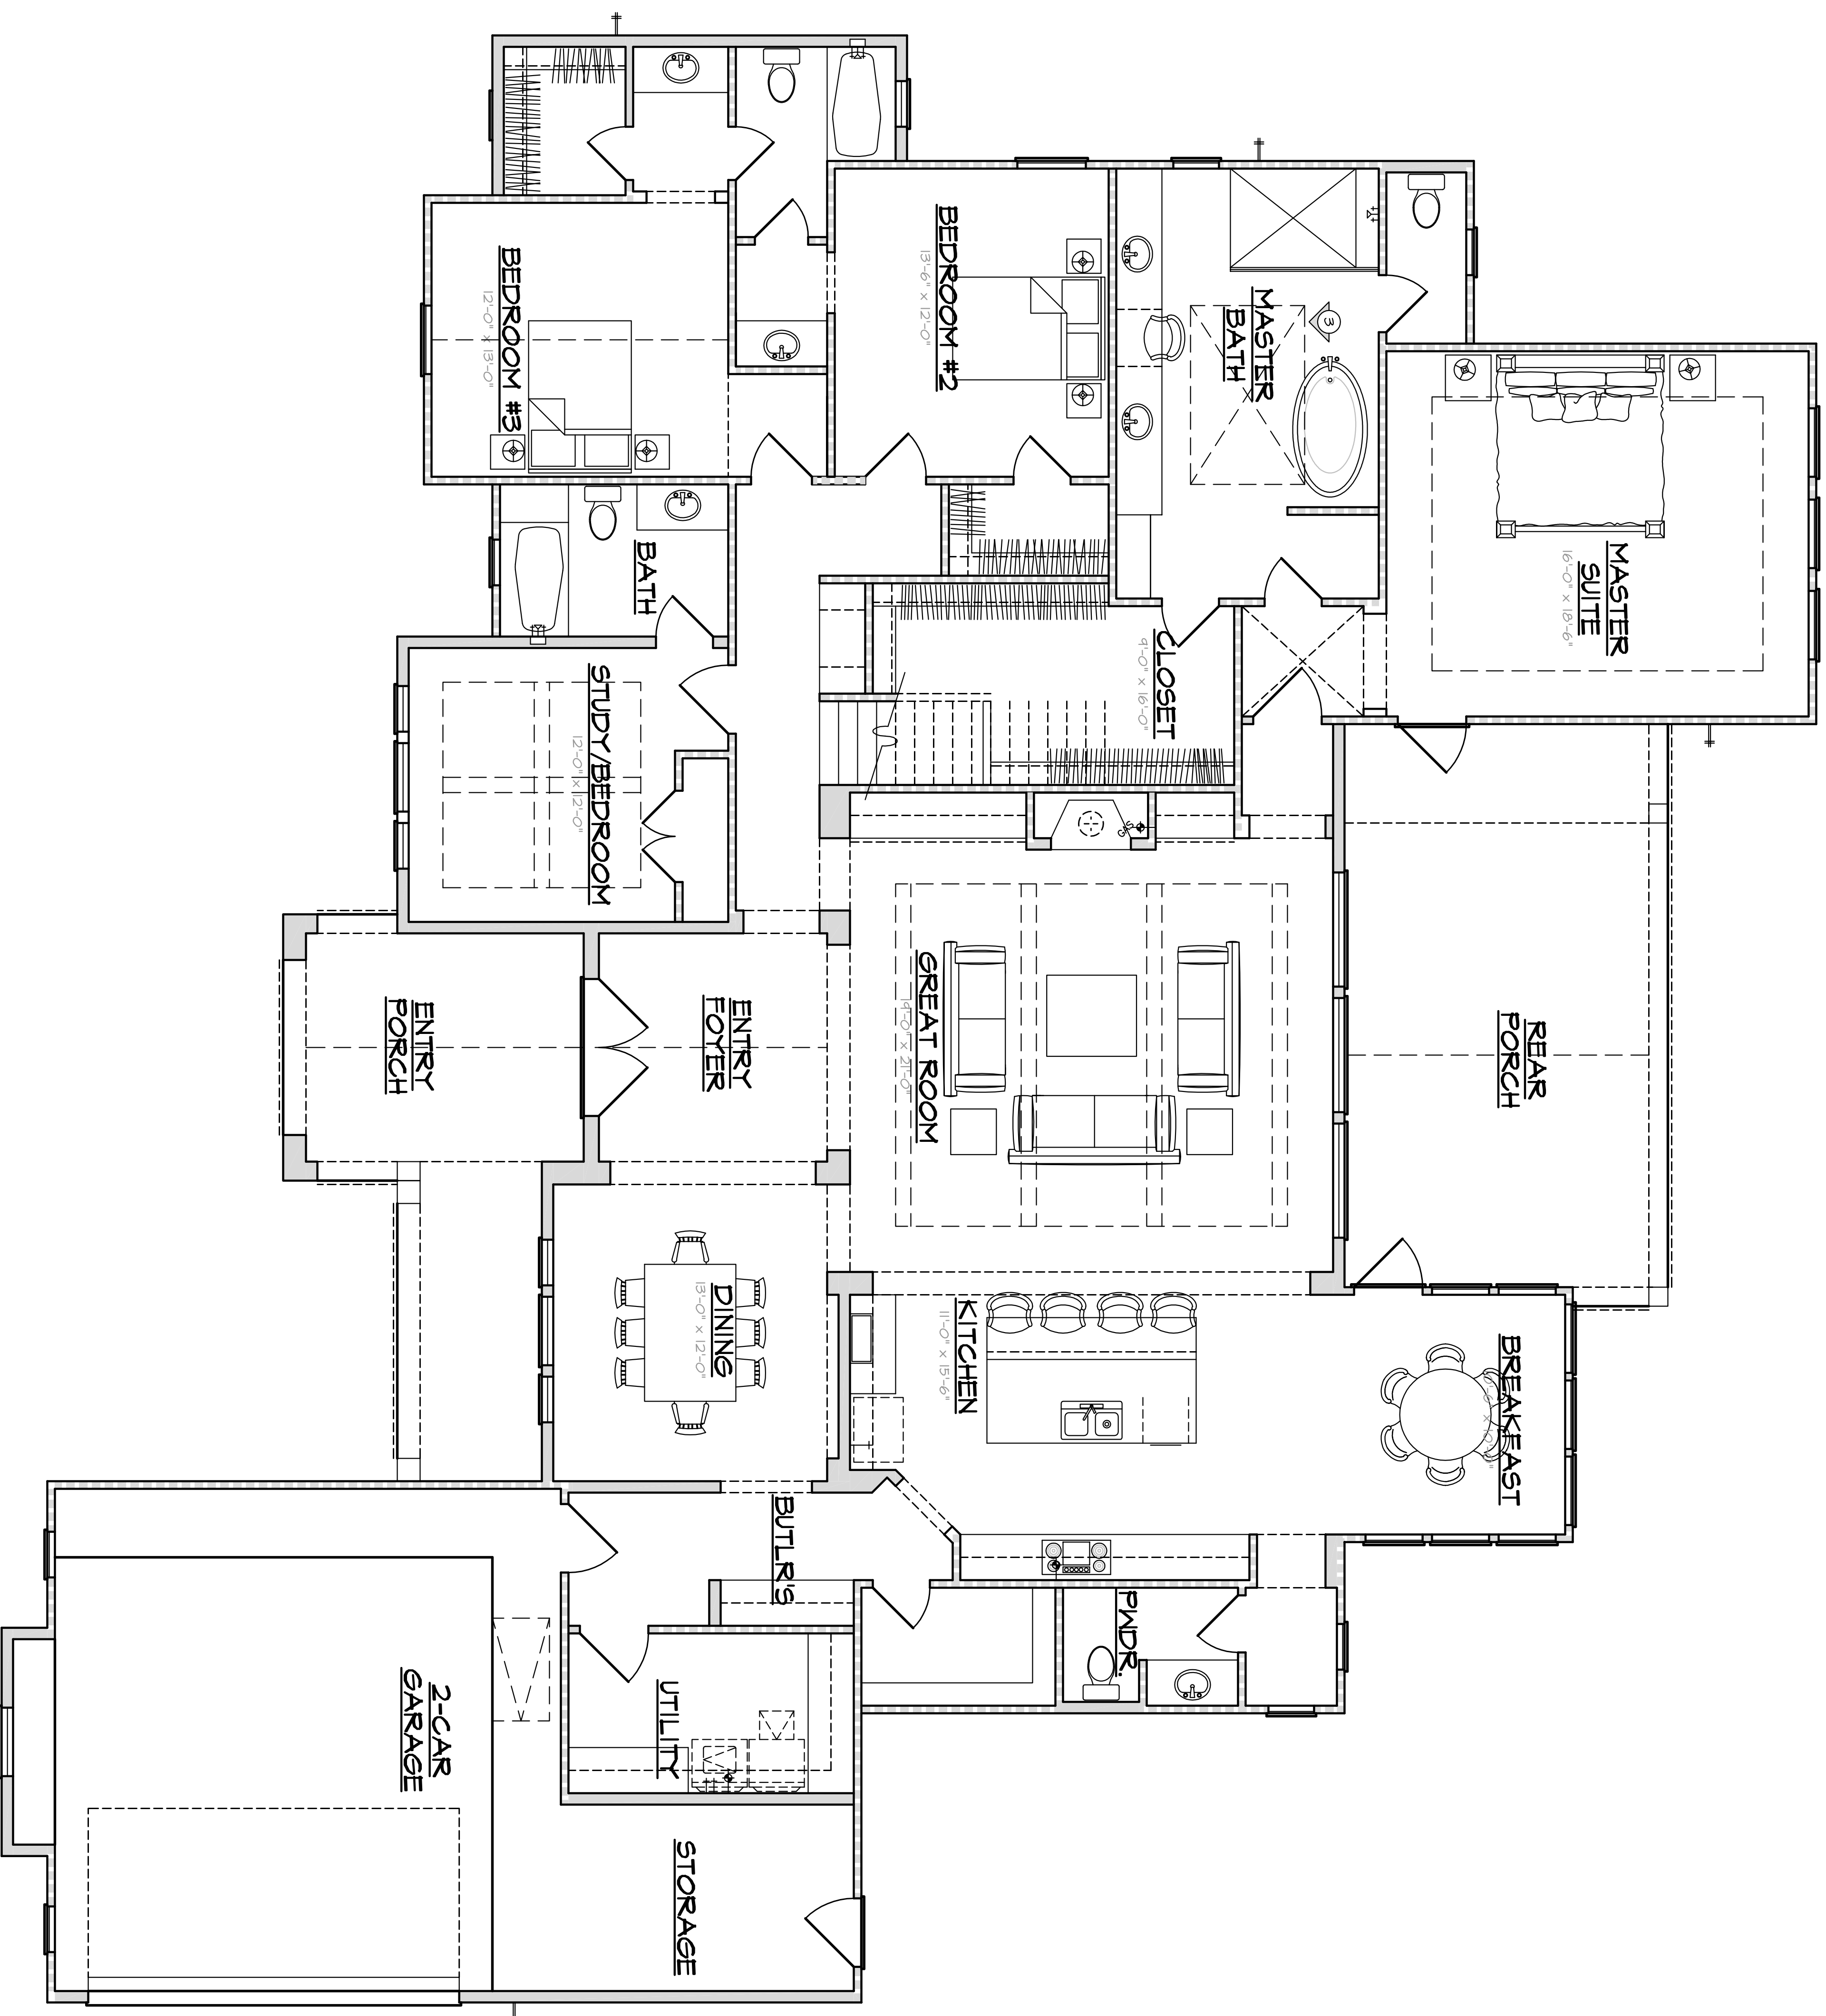 BEDROOM #3
12'-0" x 13'-0"
BEDROOM #2
13'-6" x 12'-0"
MASTER
BATH
3
MASTER
SUITE
16'-0" x 18'-6"
BATH
CLOSET
9'-0" x 16'-0"
STUDY/BEDROOM
12'-0" x 12'-0"
GAS
ENTRY
PORCH
ENTRY
FOYER
GREAT ROOM
19'-0" x 21'-0"
REAR
PORCH
DINING
13'-0" x 12'-0"
KITCHEN
11'-0" x 15'-6"
BREAKFAST
BUTLR'S
PWDR.
UTILITY
2-CAR
GARAGE
STORAGE